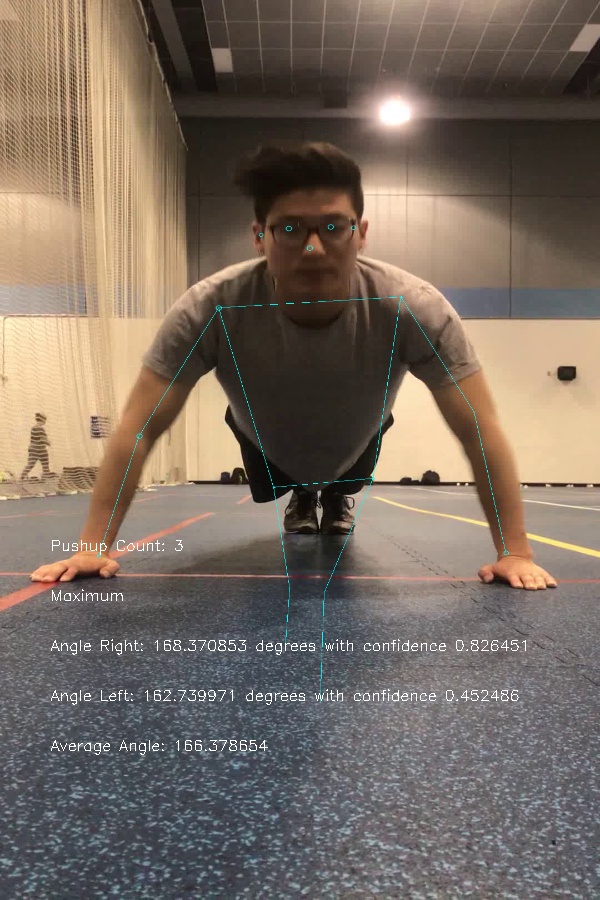 Pushup Count: 3
Maximum
Angle Right: 168.370853 degrees with confidence 0.826451
Angle Left: 162.739971 degrees with confidence 0.452486
Average Angle: 166.378654